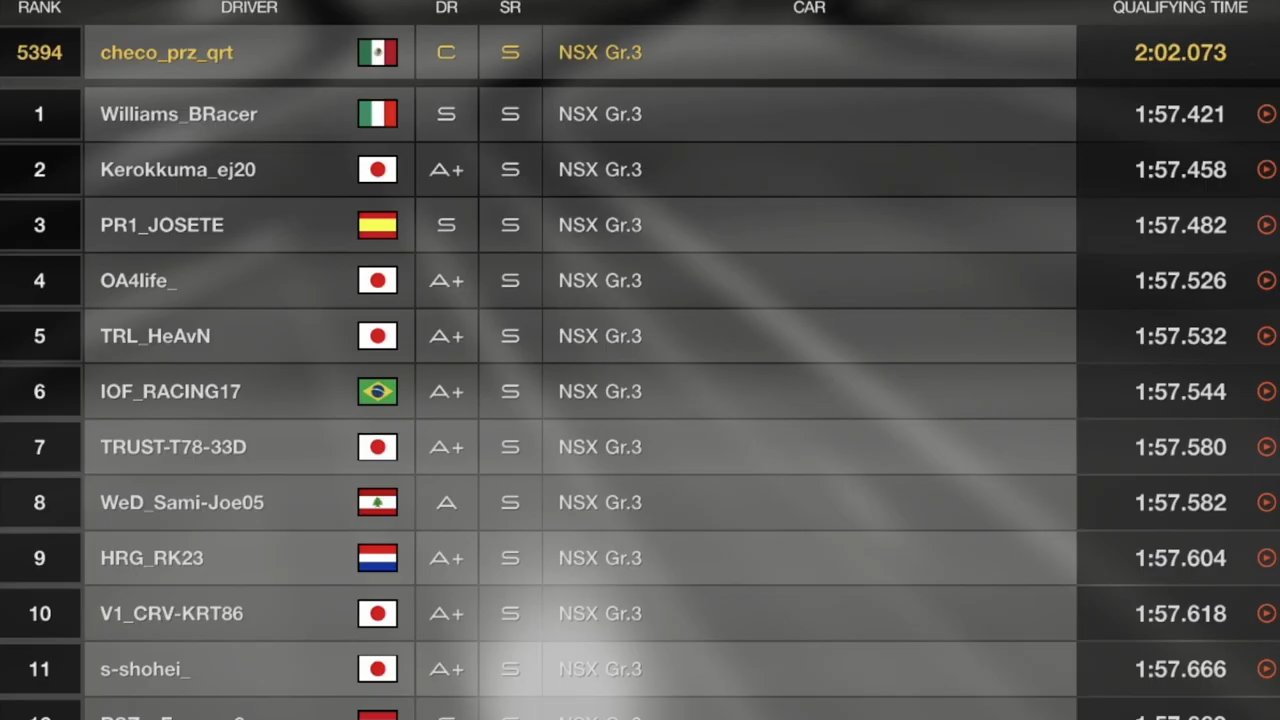 RANK DRIVER DR SR CAR QUALIFYING TIME
5394 checo_prz_qrt C S NSX Gr.3 2:02.073
1 Williams_BRacer S S NSX Gr.3 1:57.421
2 Kerokkuma_ej20 A+ S NSX Gr.3 1:57.458
3 PR1_JOSETE S S NSX Gr.3 1:57.482
4 OA4life_ A+ S NSX Gr.3 1:57.526
5 TRL_HeAvN A+ S NSX Gr.3 1:57.532
6 IOF_RACING17 A+ S NSX Gr.3 1:57.544
7 TRUST-T78-33D A+ S NSX Gr.3 1:57.580
8 WeD_Sami-Joe05 A S NSX Gr.3 1:57.582
9 HRG_RK23 A+ S NSX Gr.3 1:57.604
10 V1_CRV-KRT86 A+ S NSX Gr.3 1:57.618
11 s-shohei_ A+ S NSX Gr.3 1:57.666